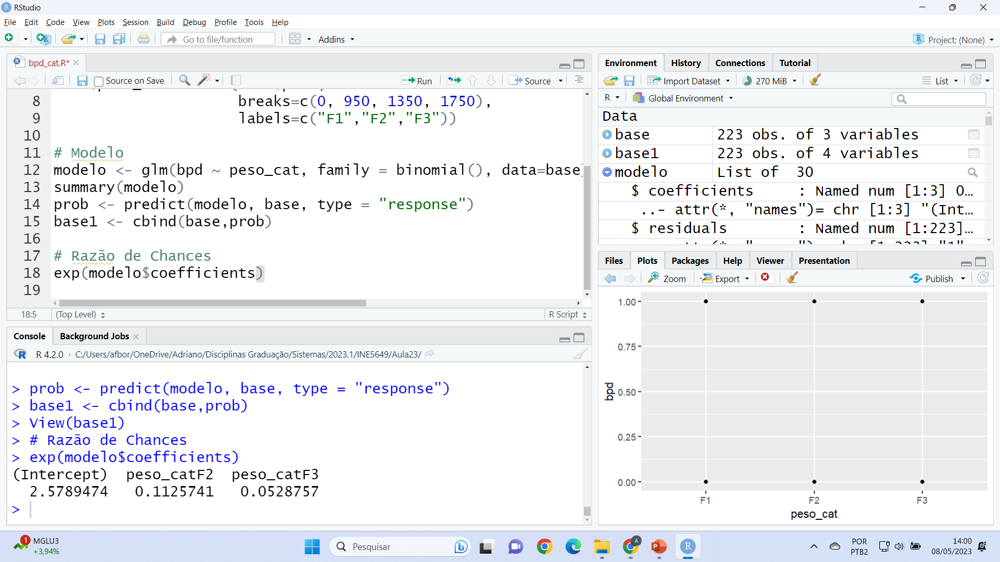 RStudio
File Edit Code View Plots Session Build Debug Profile Tools Help
Go to file/function
Addins
Project: (None)
bpd_cat.R*
Source on Save
Run
Source
8 breaks=c(0, 950, 1350, 1750),
9 labels=c("F1","F2","F3"))
10
11 # Modelo
12 modelo <- glm(bpd ~ peso_cat, family = binomial(), data=base
13 summary(modelo)
14 prob <- predict(modelo, base, type = "response")
15 base1 <- cbind(base,prob)
16
17 # Razão de Chances
18 exp(modelo$coefficients)
19
18:5 (Top Level) R Script
Console Background Jobs
R 4.2.0 · C:/Users/afbor/OneDrive/Adriano/Disciplinas Graduação/Sistemas/2023.1/INE5649/Aula23/
> prob <- predict(modelo, base, type = "response")
> base1 <- cbind(base,prob)
> View(base1)
> # Razão de Chances
> exp(modelo$coefficients)
(Intercept) peso_catF2 peso_catF3
2.5789474 0.1125741 0.0528757
>
Environment History Connections Tutorial
Import Dataset 270 MiB List
R Global Environment
Data
base 223 obs. of 3 variables
base1 223 obs. of 4 variables
modelo List of 30
$ coefficients : Named num [1:3] 0…
..- attr(*, "names")= chr [1:3] "(Int…
$ residuals : Named num [1:223]…
Files Plots Packages Help Viewer Presentation
Zoom Export Publish
1.00
0.75
0.50
0.25
0.00
bpd
F1 F2 F3
peso_cat
1
MGLU3
+3,94%
Pesquisar
A
POR
PTB2
14:00
08/05/2023